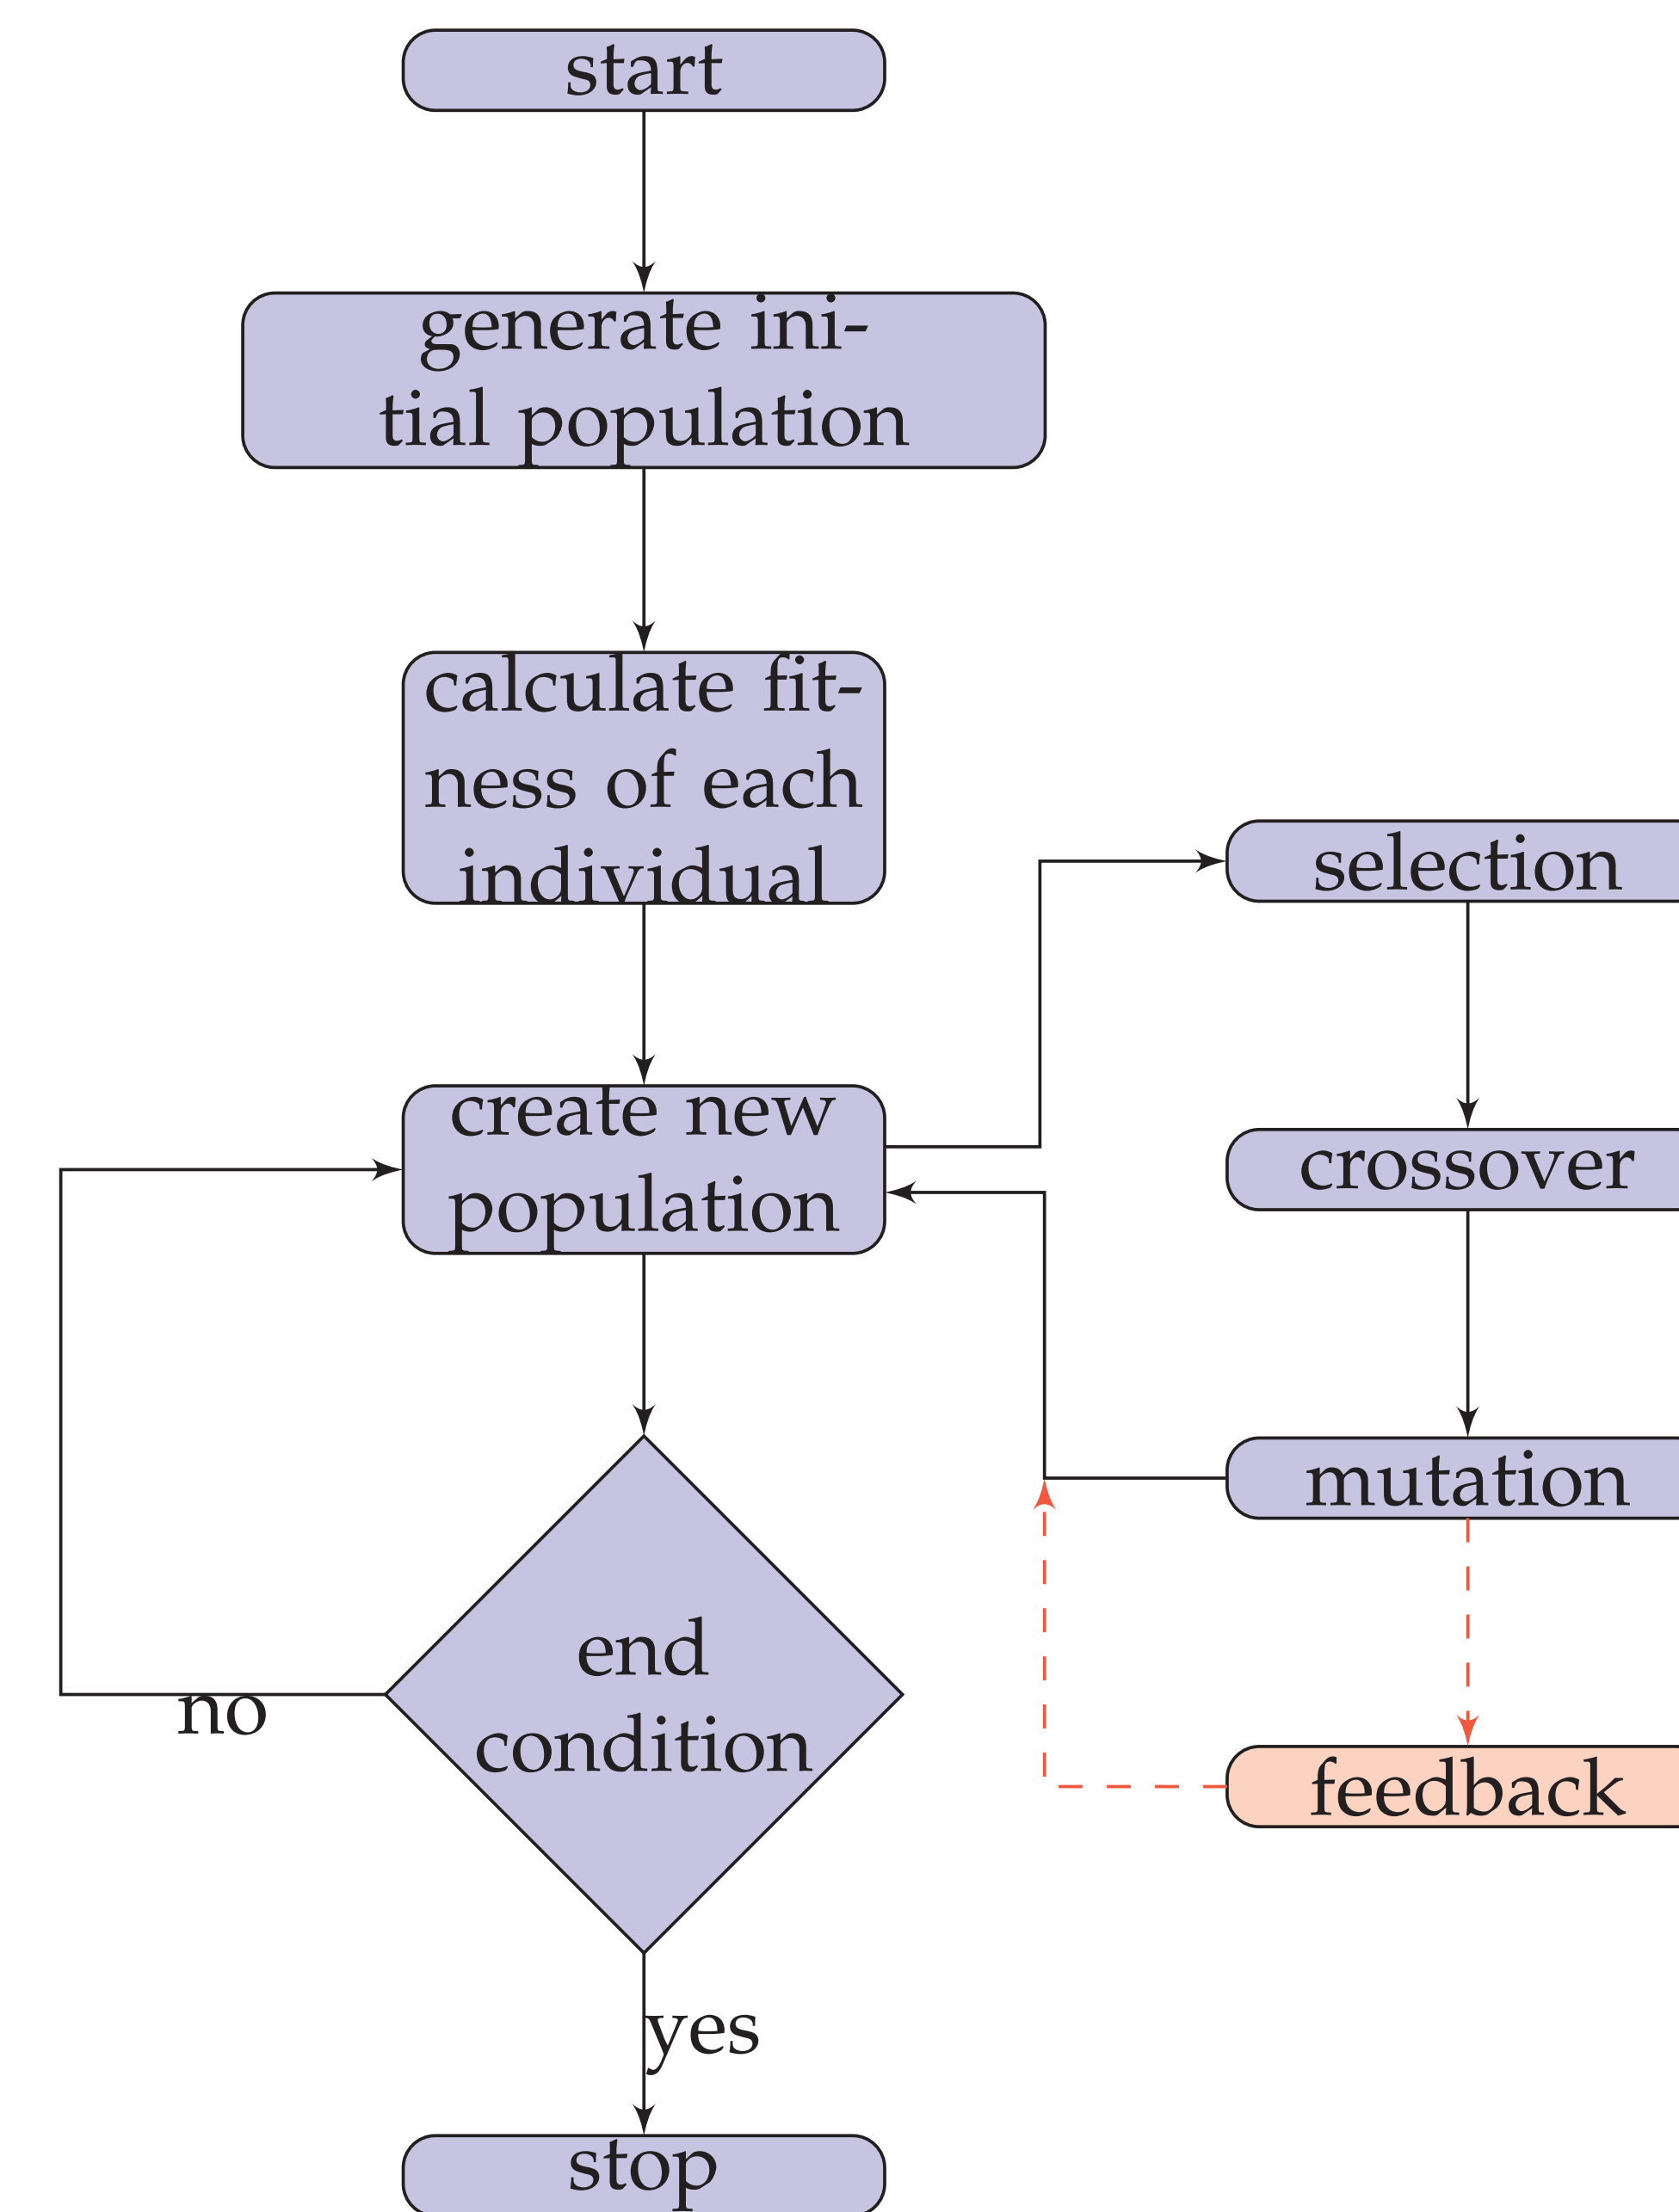 start
generate ini-
tial population
calculate fit-
ness of each
individual
selection
create new
population
crossover
mutation
end
condition
no
feedback
yes
stop